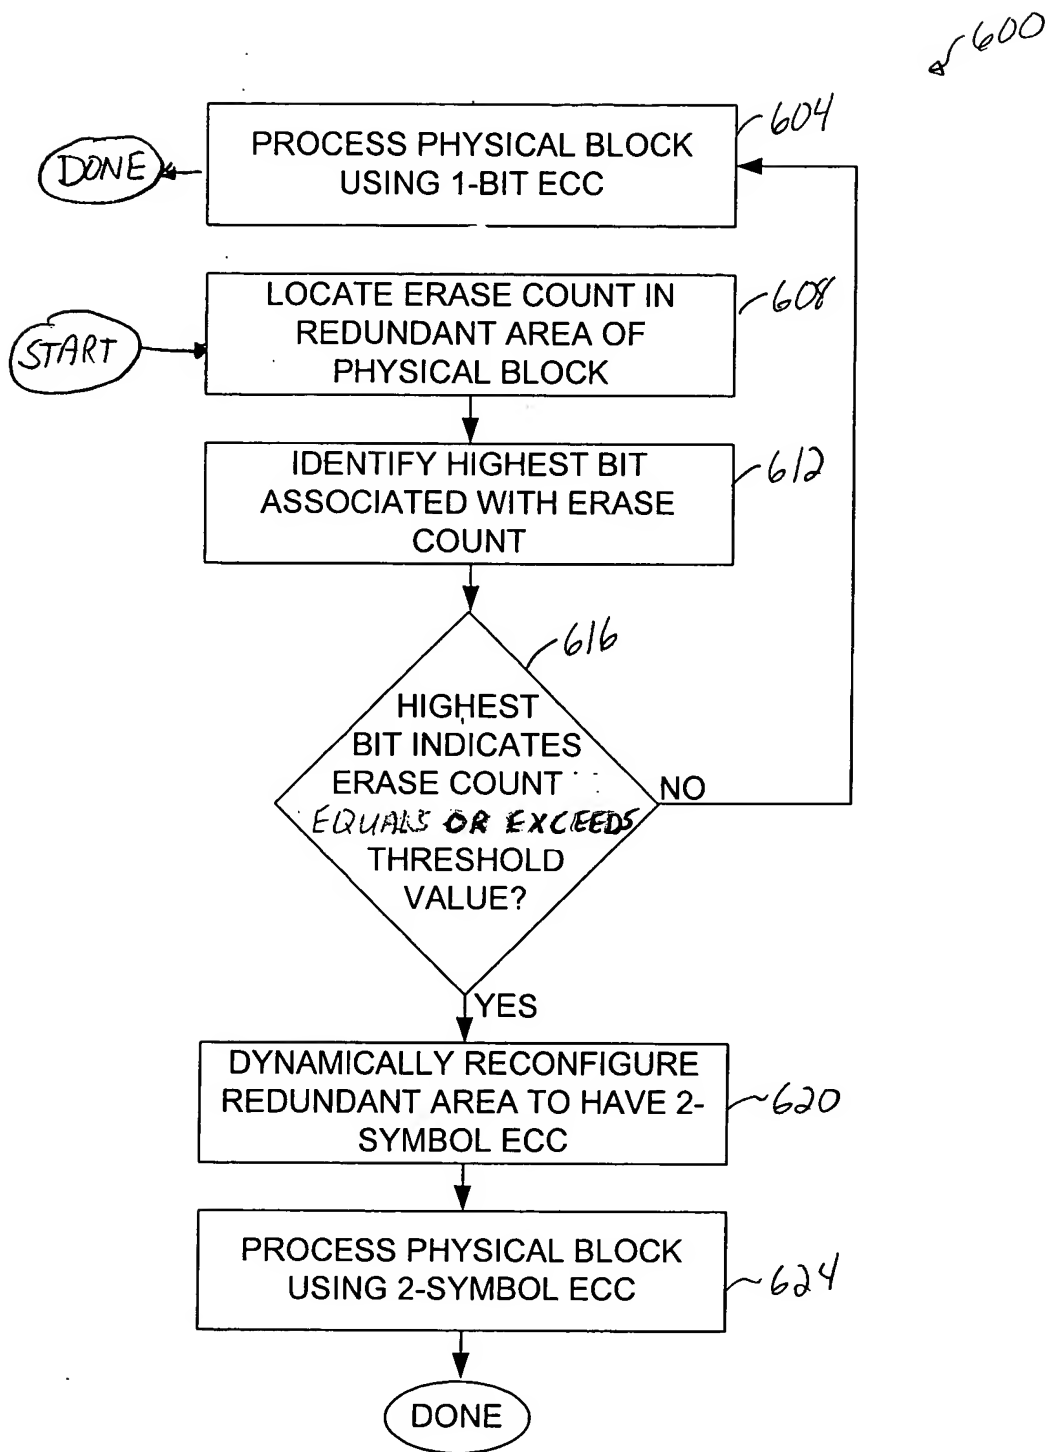 600
PROCESS PHYSICAL BLOCK
USING 1-BIT ECC
604
DONE
LOCATE ERASE COUNT IN
REDUNDANT AREA OF
PHYSICAL BLOCK
608
START
IDENTIFY HIGHEST BIT
ASSOCIATED WITH ERASE
COUNT
612
616
HIGHEST
BIT INDICATES
ERASE COUNT
EQUALS OR EXCEEDS
THRESHOLD
VALUE?
NO
YES
DYNAMICALLY RECONFIGURE
REDUNDANT AREA TO HAVE 2-
SYMBOL ECC
620
PROCESS PHYSICAL BLOCK
USING 2-SYMBOL ECC
624
DONE